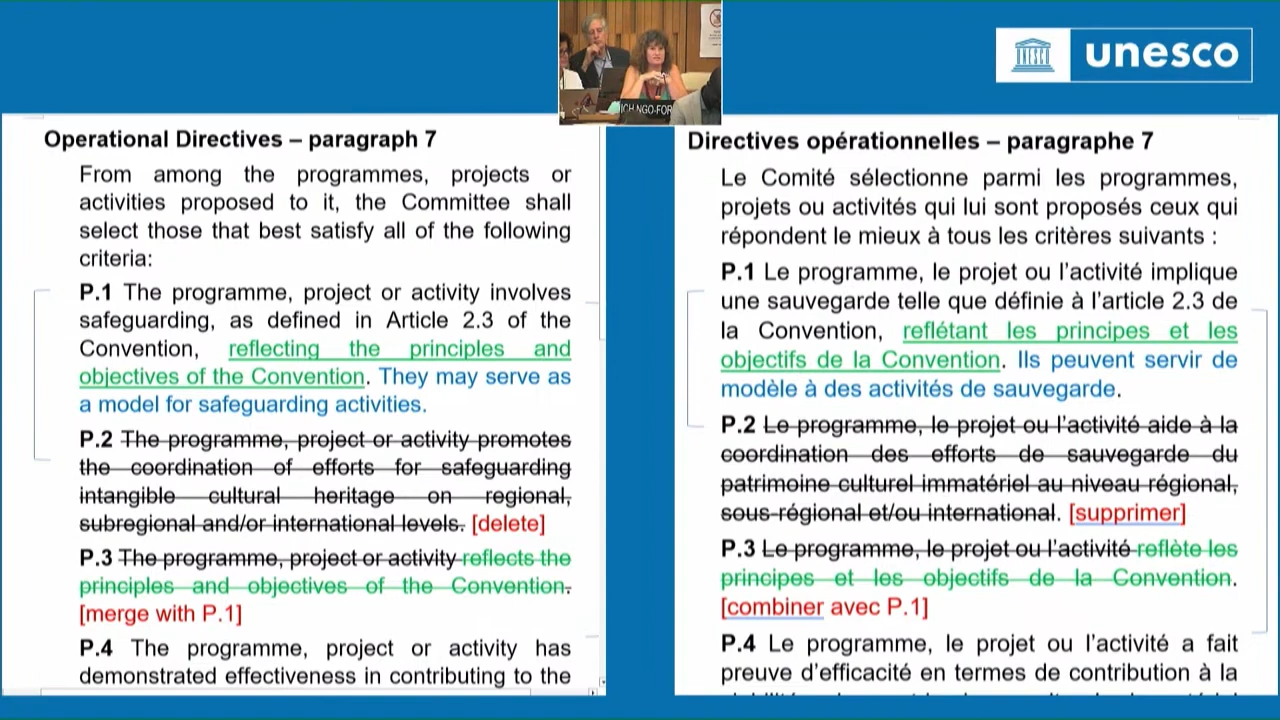 ICH NGO-FOR
unesco
Operational Directives – paragraph 7
From among the programmes, projects or
activities proposed to it, the Committee shall
select those that best satisfy all of the following
criteria:
P.1 The programme, project or activity involves
safeguarding, as defined in Article 2.3 of the
Convention, reflecting the principles and
objectives of the Convention. They may serve as
a model for safeguarding activities.
P.2 The programme, project or activity promotes
the coordination of efforts for safeguarding
intangible cultural heritage on regional,
subregional and/or international levels. [delete]
P.3 The programme, project or activity reflects the
principles and objectives of the Convention.
[merge with P.1]
P.4 The programme, project or activity has
demonstrated effectiveness in contributing to the
Directives opérationnelles – paragraphe 7
Le Comité sélectionne parmi les programmes,
projets ou activités qui lui sont proposés ceux qui
répondent le mieux à tous les critères suivants :
P.1 Le programme, le projet ou l’activité implique
une sauvegarde telle que définie à l’article 2.3 de
la Convention, reflétant les principes et les
objectifs de la Convention. Ils peuvent servir de
modèle à des activités de sauvegarde.
P.2 Le programme, le projet ou l’activité aide à la
coordination des efforts de sauvegarde du
patrimoine culturel immatériel au niveau régional,
sous-régional et/ou international. [supprimer]
P.3 Le programme, le projet ou l’activité reflète les
principes et les objectifs de la Convention.
[combiner avec P.1]
P.4 Le programme, le projet ou l’activité a fait
preuve d’efficacité en termes de contribution à la